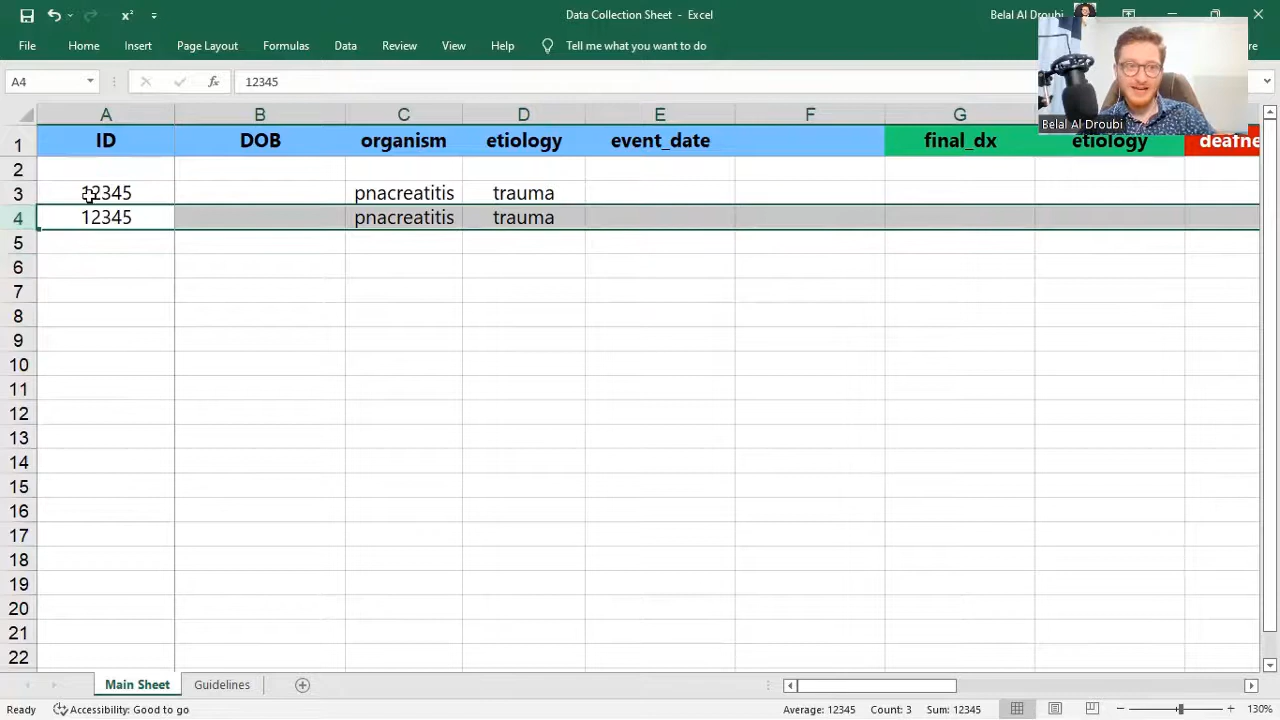 Data Collection Sheet - Excel
Belal Al Droubi
File Home Insert Page Layout Formulas Data Review View Help Tell me what you want to do
A4 fx 12345
Belal Al Droubi
A B C D E F G H
1 ID DOB organism etiology event_date final_dx etiology deafne
2
3 12345 pnacreatitis trauma
4 12345 pnacreatitis trauma
5
6
7
8
9
10
11
12
13
14
15
16
17
18
19
20
21
22
Main Sheet Guidelines
Ready Accessibility: Good to go Average: 12345 Count: 3 Sum: 12345 130%